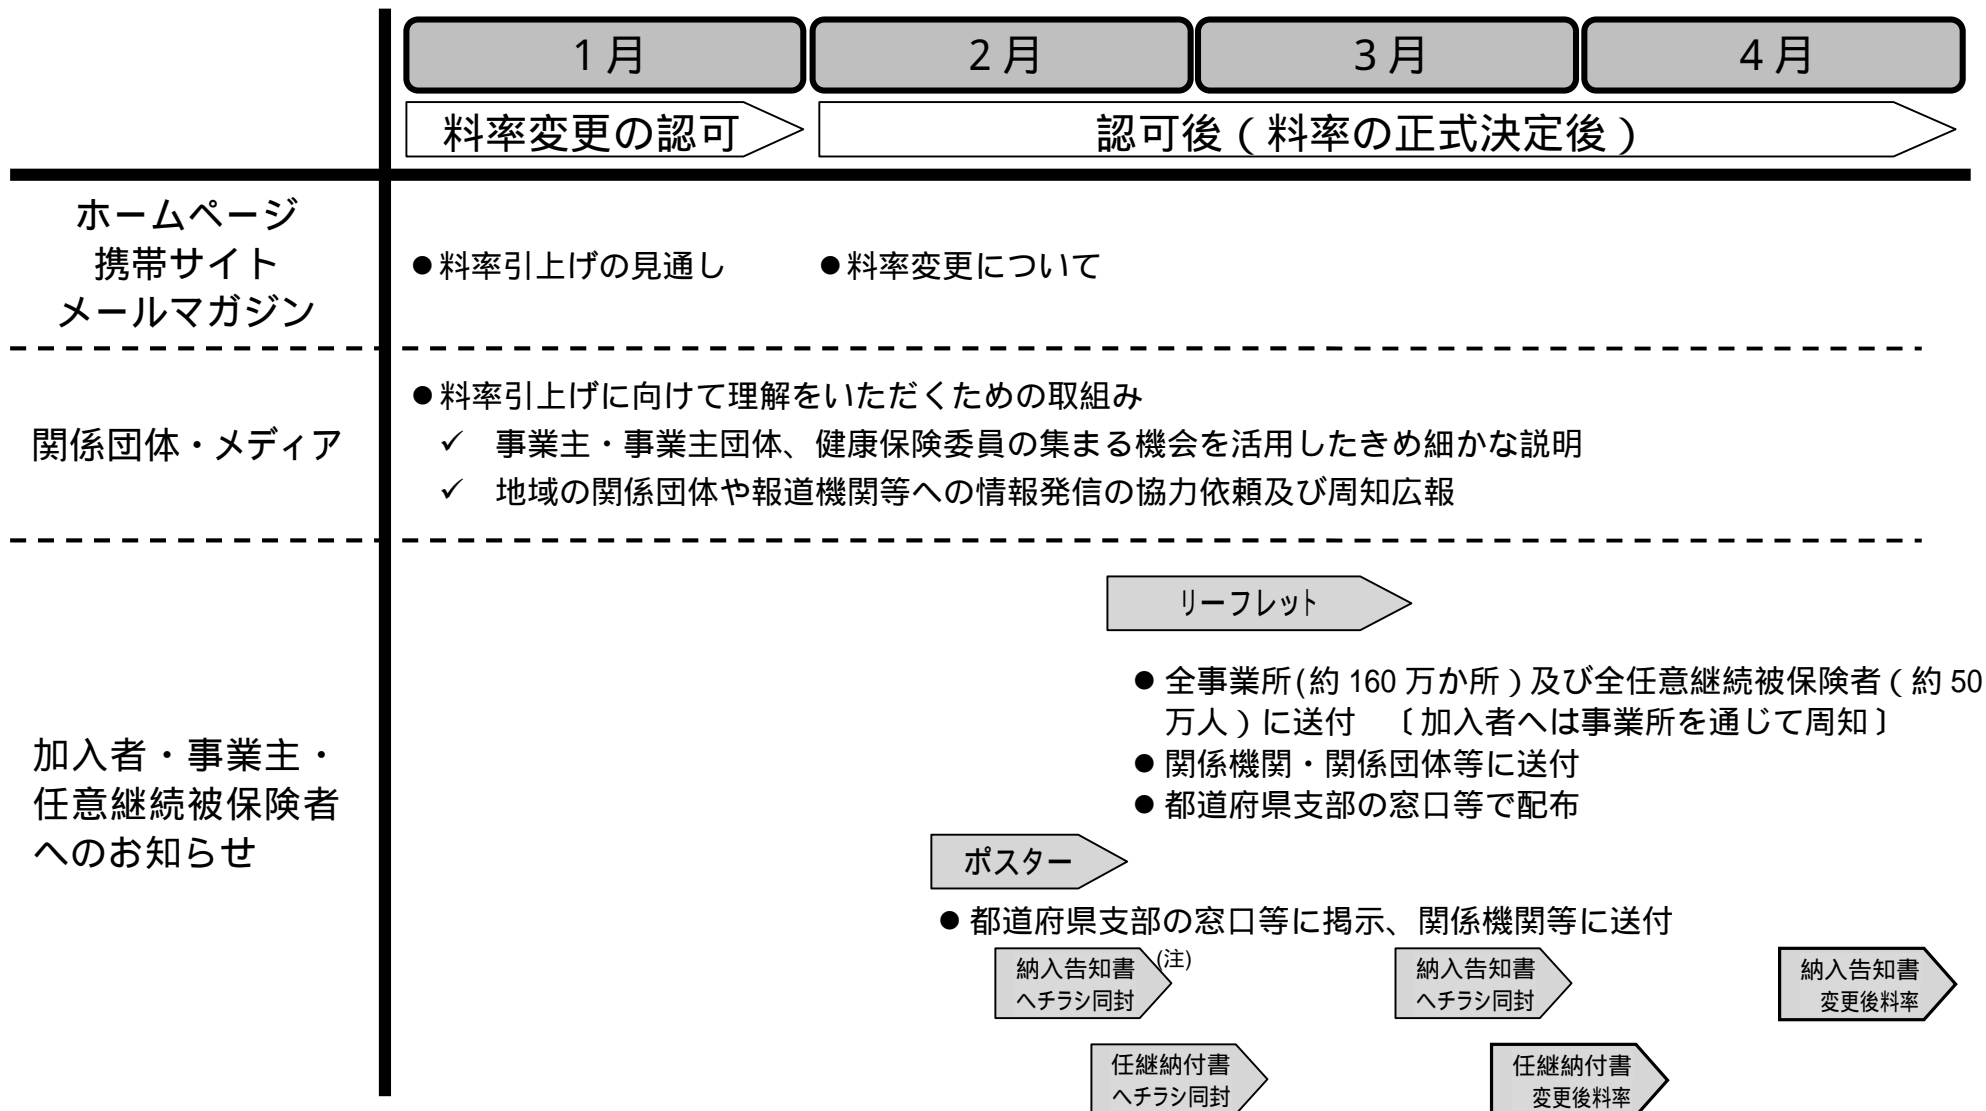 1月
2月
3月
4月
料率変更の認可
認可後(料率の正式決定後)
ホームページ
携帯サイト
メールマガジン
●料率引上げの見通し
●料率変更について
関係団体・メディア
●料率引上げに向けて理解をいただくための取組み
✓ 事業主・事業主団体、健康保険委員の集まる機会を活用したきめ細かな説明
✓ 地域の関係団体や報道機関等への情報発信の協力依頼及び周知広報
加入者・事業主・
任意継続被保険者
へのお知らせ
リーフレット
●全事業所(約160万か所)及び全任意継続被保険者(約50
万人)に送付 〔加入者へは事業所を通じて周知〕
●関係機関・関係団体等に送付
●都道府県支部の窓口等で配布
ポスター
●都道府県支部の窓口等に掲示、関係機関等に送付
納入告知書
へチラシ同封
(注)
納入告知書
へチラシ同封
納入告知書
変更後料率
任継納付書
へチラシ同封
任継納付書
変更後料率